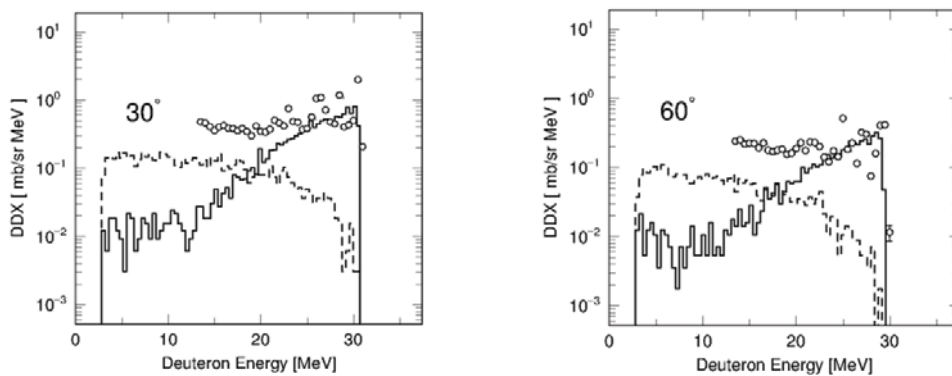 10¹
10⁰
10⁻¹
10⁻²
10⁻³
DDX [ mb/sr MeV]
30°
0 10 20 30
Deuteron Energy [MeV]
10¹
10⁰
10⁻¹
10⁻²
10⁻³
DDX [ mb/sr MeV]
60°
0 10 20 30
Deuteron Energy [MeV]